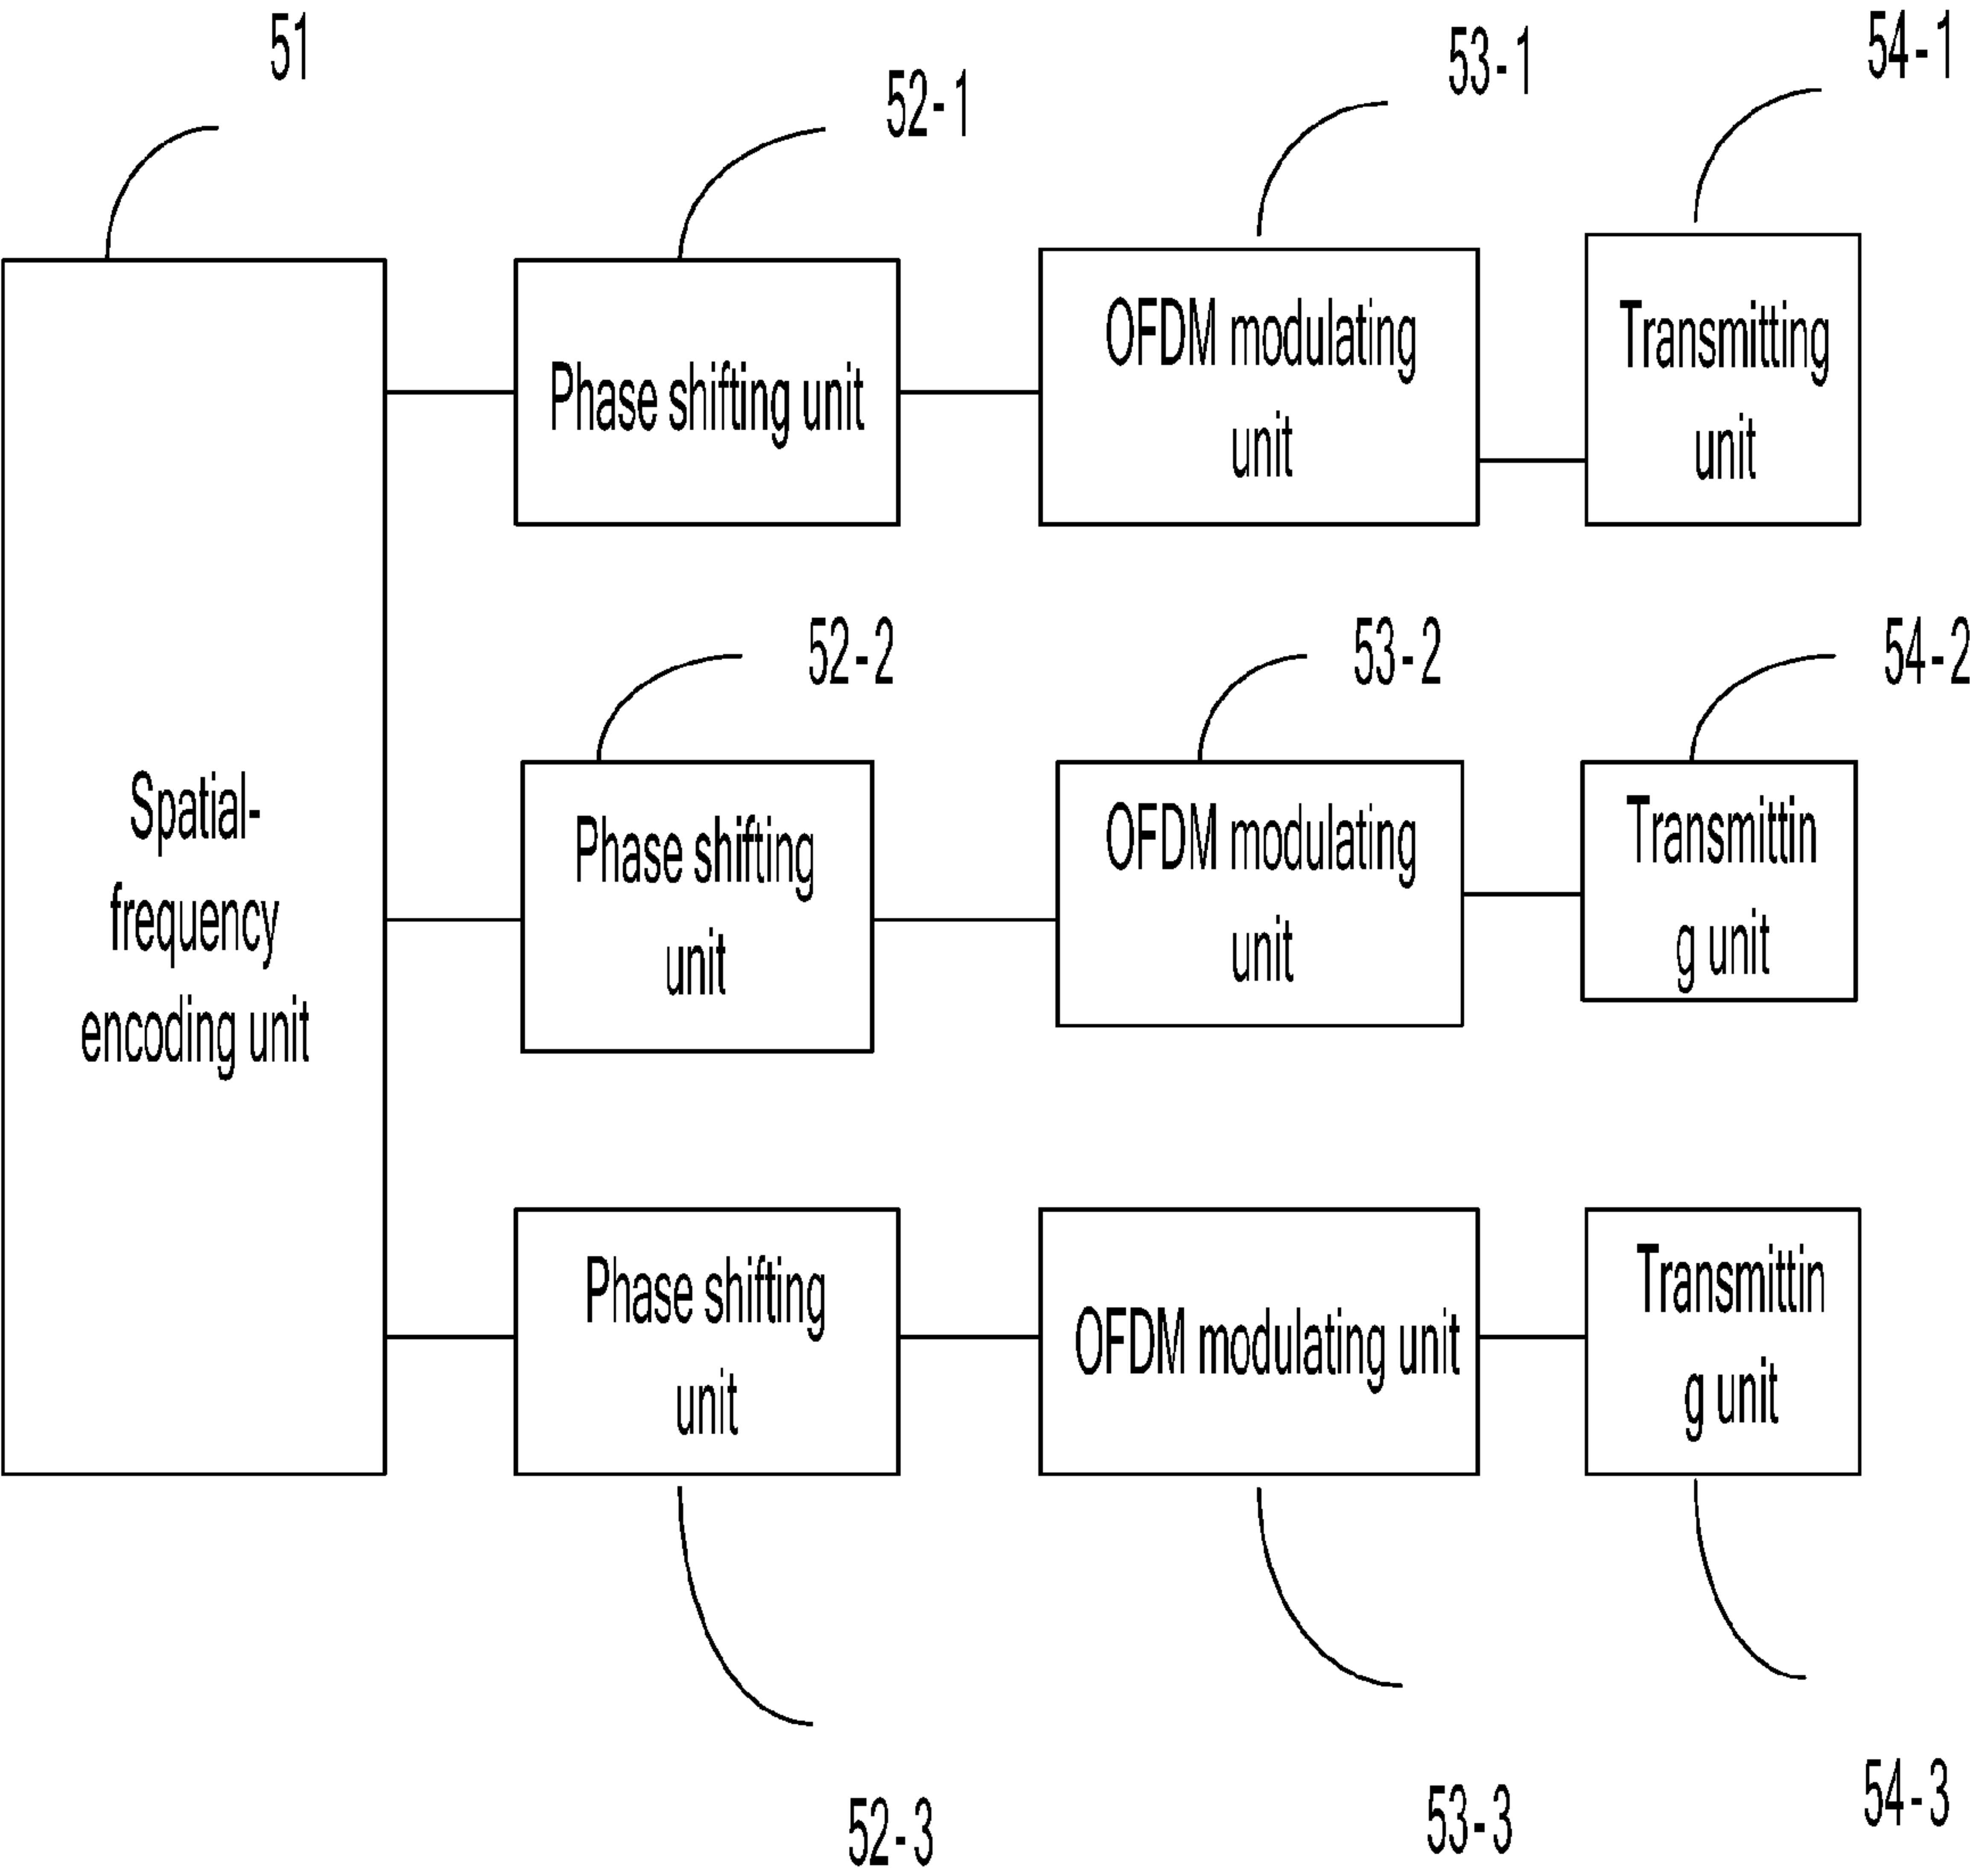 51
52-1
53-1
54-1
Phase shifting unit
OFDM modulating
unit
Transmitting
unit
52-2
53-2
54-2
Spatial-
frequency
encoding unit
Phase shifting
unit
OFDM modulating
unit
Transmittin
g unit
Phase shifting
unit
OFDM modulating unit
Transmittin
g unit
52-3
53-3
54-3